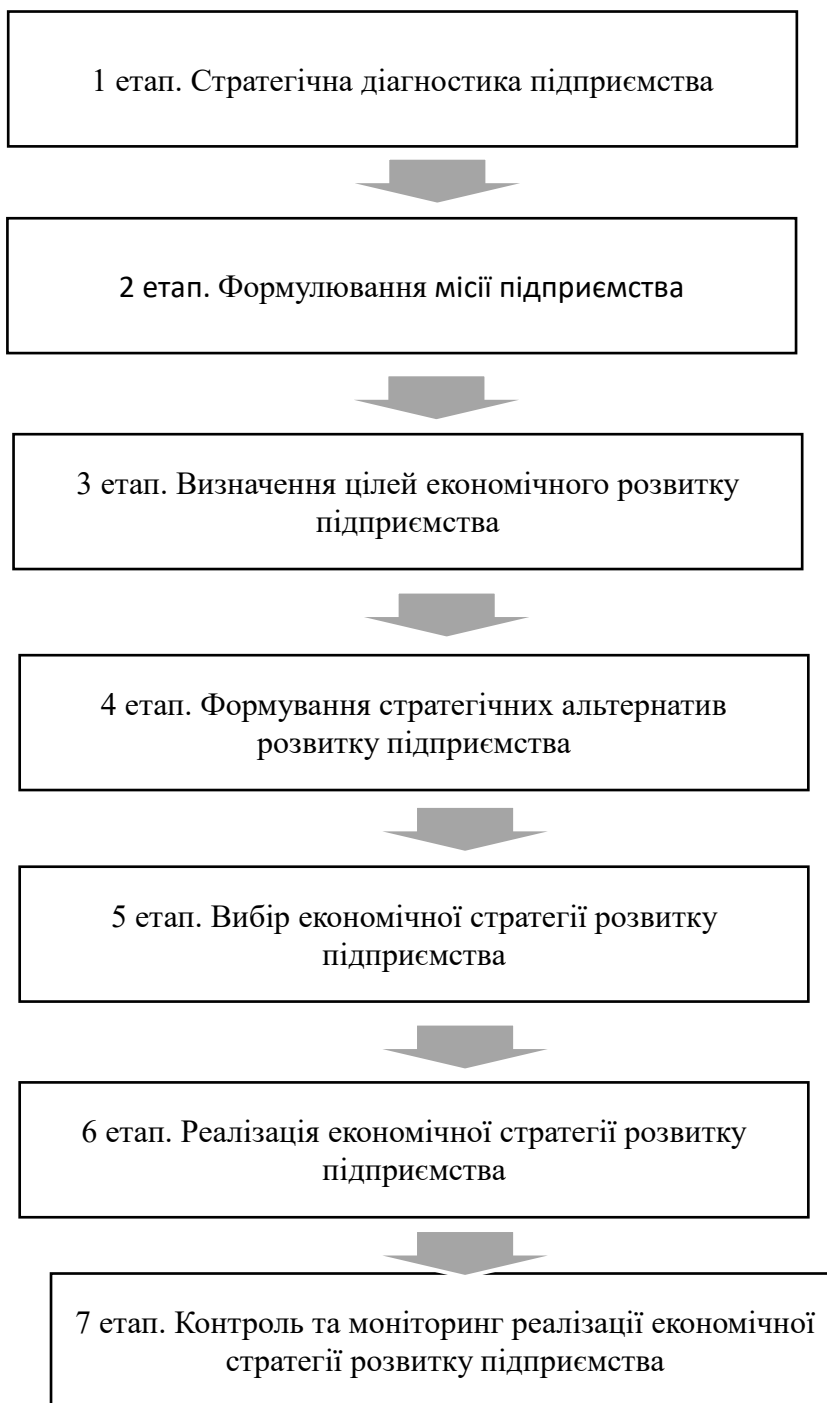 1 етап. Стратегічна діагностика підприємства
2 етап. Формулювання місії підприємства
3 етап. Визначення цілей економічного розвитку
підприємства
4 етап. Формування стратегічних альтернатив
розвитку підприємства
5 етап. Вибір економічної стратегії розвитку
підприємства
6 етап. Реалізація економічної стратегії розвитку
підприємства
7 етап. Контроль та моніторинг реалізації економічної
стратегії розвитку підприємства